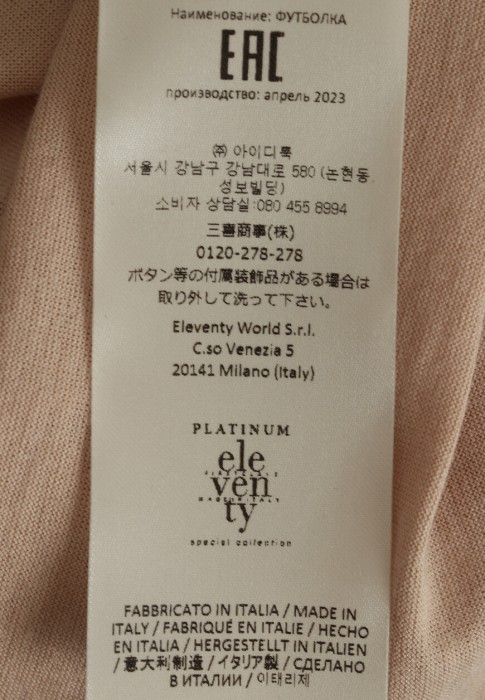 Наименование: ФУТБОЛКА
EAC
производство: апрель 2023
㈜ 아이디룩
서울시 강남구 강남대로 580 (논현동,
성보빌딩)
소비자 상담실:080 455 8994
三喜商事(株)
0120-278-278
ボタン等の付属装飾品がある場合は
取り外して洗って下さい。
Eleventy World S.r.l.
C.so Venezia 5
20141 Milano (Italy)
PLATINUM
ele
ven
ty
special collection
FABBRICATO IN ITALIA / MADE IN
ITALY / FABRIQUÉ EN ITALIE / HECHO
EN ITALIA / HERGESTELLT IN ITALIEN
/ 意大利制造 / イタリア製 / СДЕЛАНО
В ИТАЛИИ / 이태리제